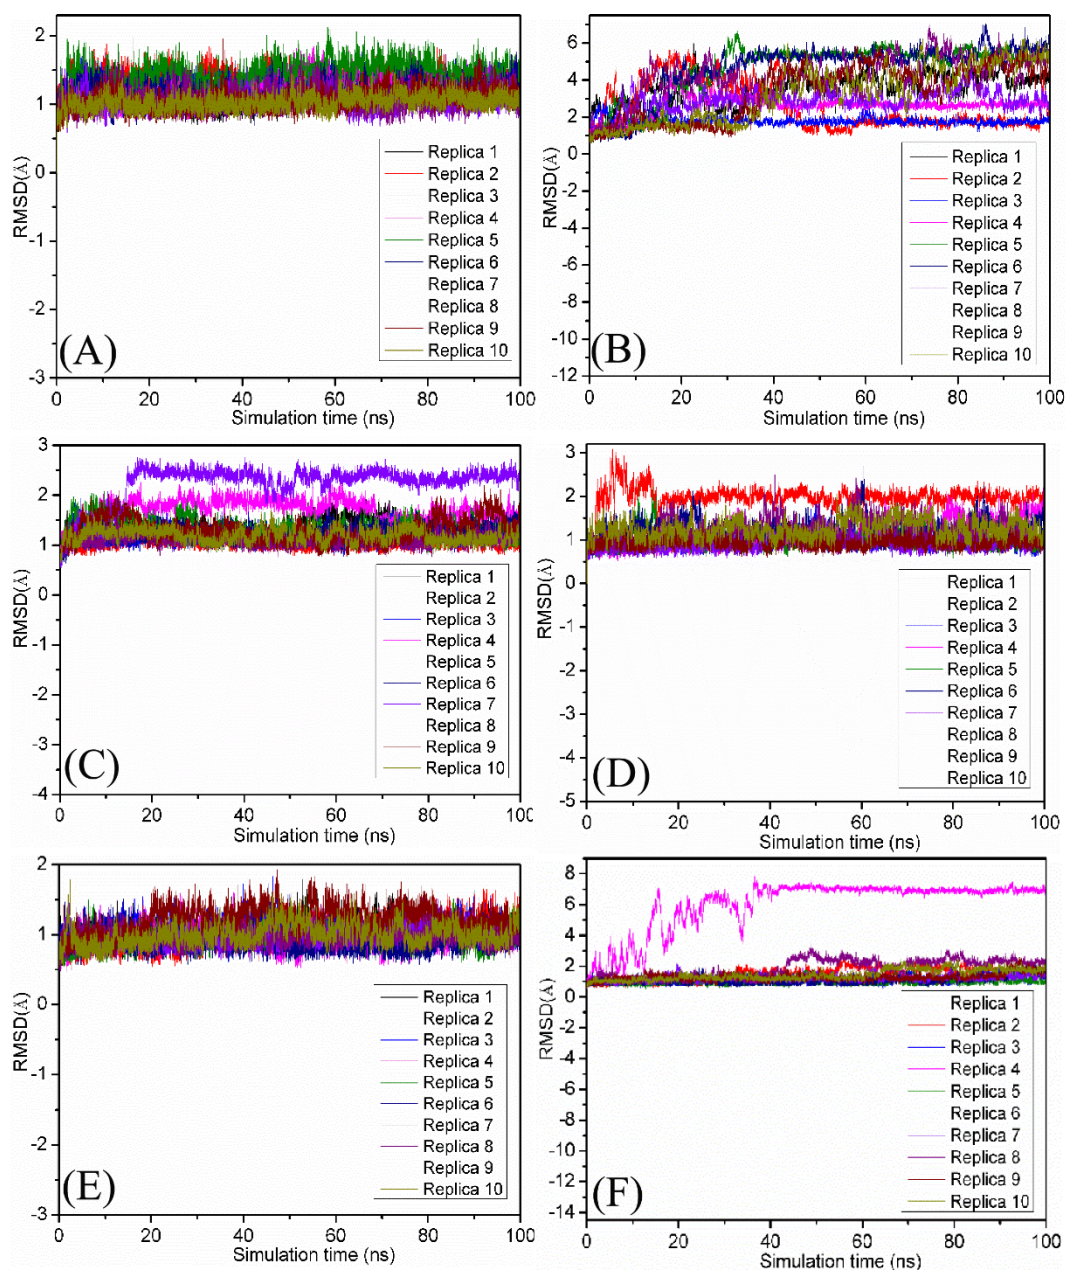 RMSD(Å)
2
1
0
-1
-2
-3
Replica 1
Replica 2
Replica 3
Replica 4
Replica 5
Replica 6
Replica 7
Replica 8
Replica 9
Replica 10
(A)
0 20 40 60 80 100
Simulation time (ns)
RMSD(Å)
6
4
2
0
-2
-4
-6
-8
-10
-12
Replica 1
Replica 2
Replica 3
Replica 4
Replica 5
Replica 6
Replica 7
Replica 8
Replica 9
Replica 10
(B)
0 20 40 60 80 100
Simulation time (ns)
RMSD(Å)
3
2
1
0
-1
-2
-3
-4
Replica 1
Replica 2
Replica 3
Replica 4
Replica 5
Replica 6
Replica 7
Replica 8
Replica 9
Replica 10
(C)
0 20 40 60 80 100
Simulation time (ns)
RMSD(Å)
3
2
1
0
-1
-2
-3
-4
-5
Replica 1
Replica 2
Replica 3
Replica 4
Replica 5
Replica 6
Replica 7
Replica 8
Replica 9
Replica 10
(D)
0 20 40 60 80 100
Simulation time (ns)
RMSD(Å)
2
1
0
-1
-2
-3
Replica 1
Replica 2
Replica 3
Replica 4
Replica 5
Replica 6
Replica 7
Replica 8
Replica 9
Replica 10
(E)
0 20 40 60 80 100
Simulation time (ns)
RMSD(Å)
8
6
4
2
0
-2
-4
-6
-8
-10
-12
-14
Replica 1
Replica 2
Replica 3
Replica 4
Replica 5
Replica 6
Replica 7
Replica 8
Replica 9
Replica 10
(F)
0 20 40 60 80 100
Simulation time (ns)